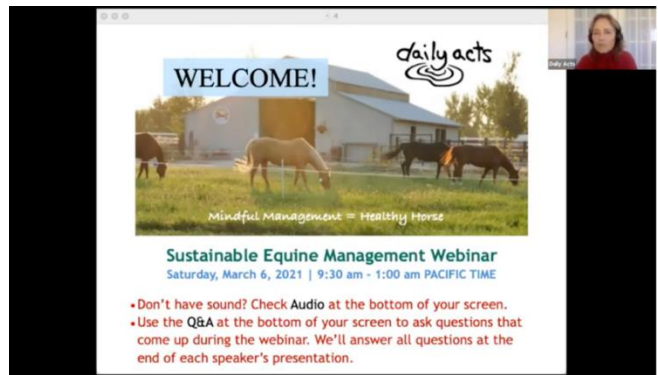 < 4
daily acts
WELCOME!
Daily Acts
Mindful Management = Healthy Horse
Sustainable Equine Management Webinar
Saturday, March 6, 2021 | 9:30 am - 1:00 am PACIFIC TIME
• Don't have sound? Check Audio at the bottom of your screen.
• Use the Q&A at the bottom of your screen to ask questions that
come up during the webinar. We'll answer all questions at the
end of each speaker's presentation.